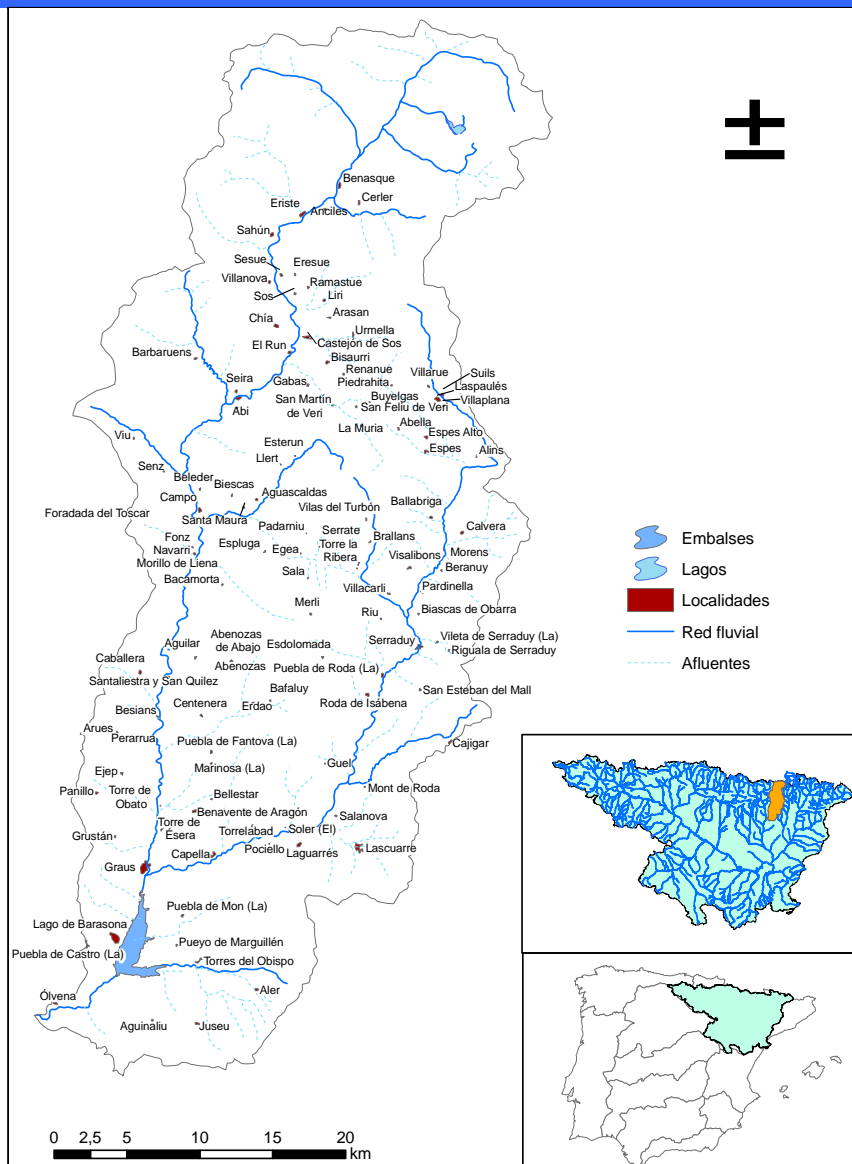 ±
Benasque
Cerler
Eriste
Anciles
Sahún
Sesue
Eresue
Villanova
Ramastue
Sos
Liri
Chía
Arasan
Urmella
Castejón de Sos
El Run
Barbaruens
Bisaurri
Renanue
Villarue
Suils
Seira
Gabas
Piedrahita
Laspaulés
Buyelgas
Villaplana
Abi
San Martín
de Veri
San Feliu de Veri
La Muria
Abella
Espes Alto
Viu
Esterun
Espes
Alins
Llert
Senz
Beleder
Biescas
Aguascaldas
Campo
Ballabriga
Foradada del Toscar
Santa Maura
Vilas del Turbón
Padarniu
Serrate
Calvera
Fonz
Brallans
Navarri
Espluga
Egea
Torre la
Ribera
Morens
Morillo de Liena
Visalibons
Beranuy
Sala
Bacamorta
Villacarli
Pardinella
Merli
Riu
Biascas de Obarra
Aguilar
Abenozas
de Abajo
Esdolomada
Serraduy
Vileta de Serraduy (La)
Riguala de Serraduy
Caballera
Abenozas
Puebla de Roda (La)
Santaliestra y San Quilez
Bafaluy
San Esteban del Mall
Besians
Centenera
Erdao
Roda de Isábena
Arues
Perarrua
Puebla de Fantova (La)
Cajigar
Ejep
Marinosa (La)
Guel
Panillo
Torre de
Obato
Bellestar
Mont de Roda
Benavente de Aragón
Salanova
Grustán
Torre de
Ésera
Torrelabad
Soler (El)
Capella
Pociello
Laguarrés
Lascuarre
Graus
Puebla de Mon (La)
Lago de Barasona
Puebla de Castro (La)
Pueyo de Marguillén
Torres del Obispo
Ólvena
Aler
Aguinaliu
Juseu
Embalses
Lagos
Localidades
Red fluvial
Afluentes
0 2,5 5 10 15 20
km